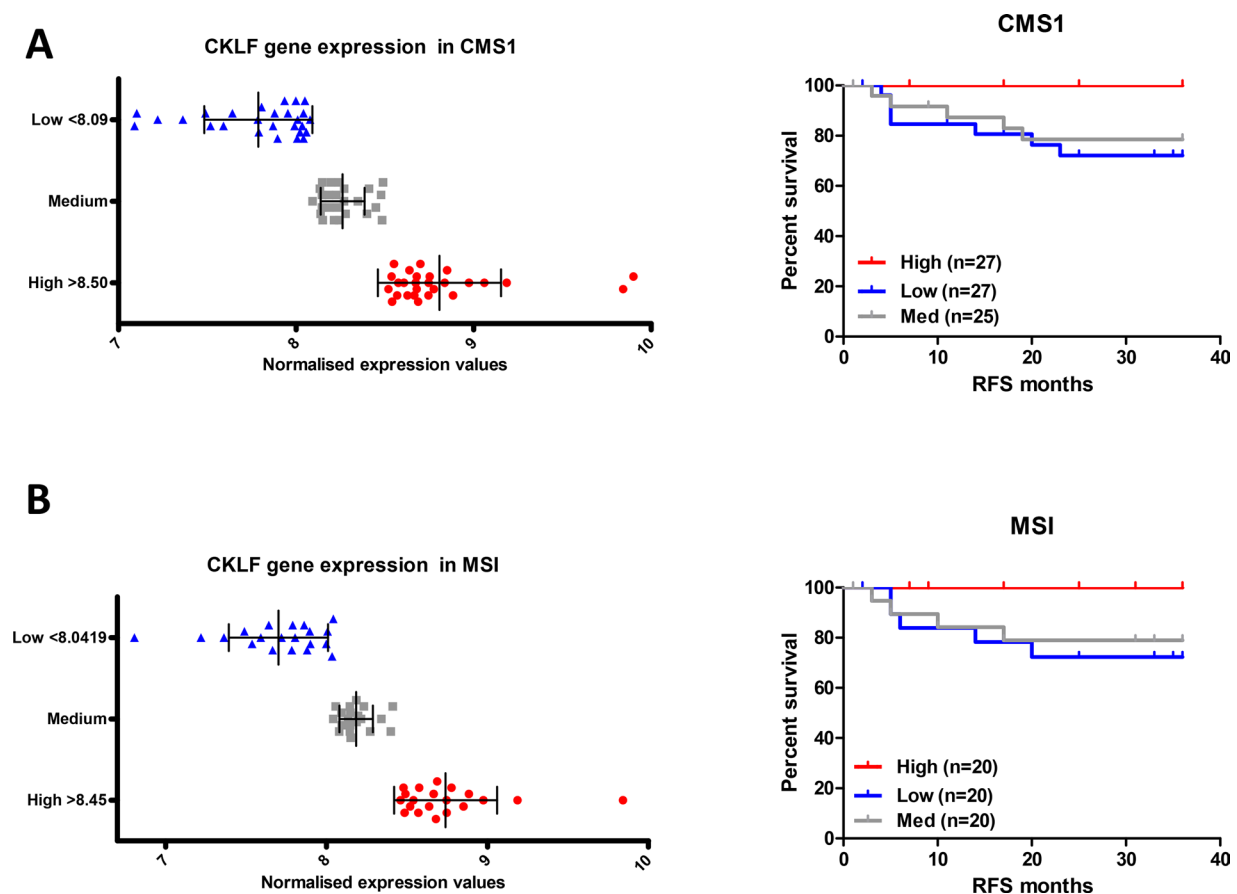 A
CKLF gene expression in CMS1
Low <8.09
Medium
High >8.50
7
8
9
10
Normalised expression values
CMS1
Percent survival
100
80
60
40
20
0
High (n=27)
Low (n=27)
Med (n=25)
0
10
20
30
40
RFS months
B
CKLF gene expression in MSI
Low <8.0419
Medium
High >8.45
7
8
9
10
Normalised expression values
MSI
Percent survival
100
80
60
40
20
0
High (n=20)
Low (n=20)
Med (n=20)
0
10
20
30
40
RFS months